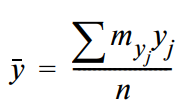 ȳ = ∑ m_{y_j} y_j / n